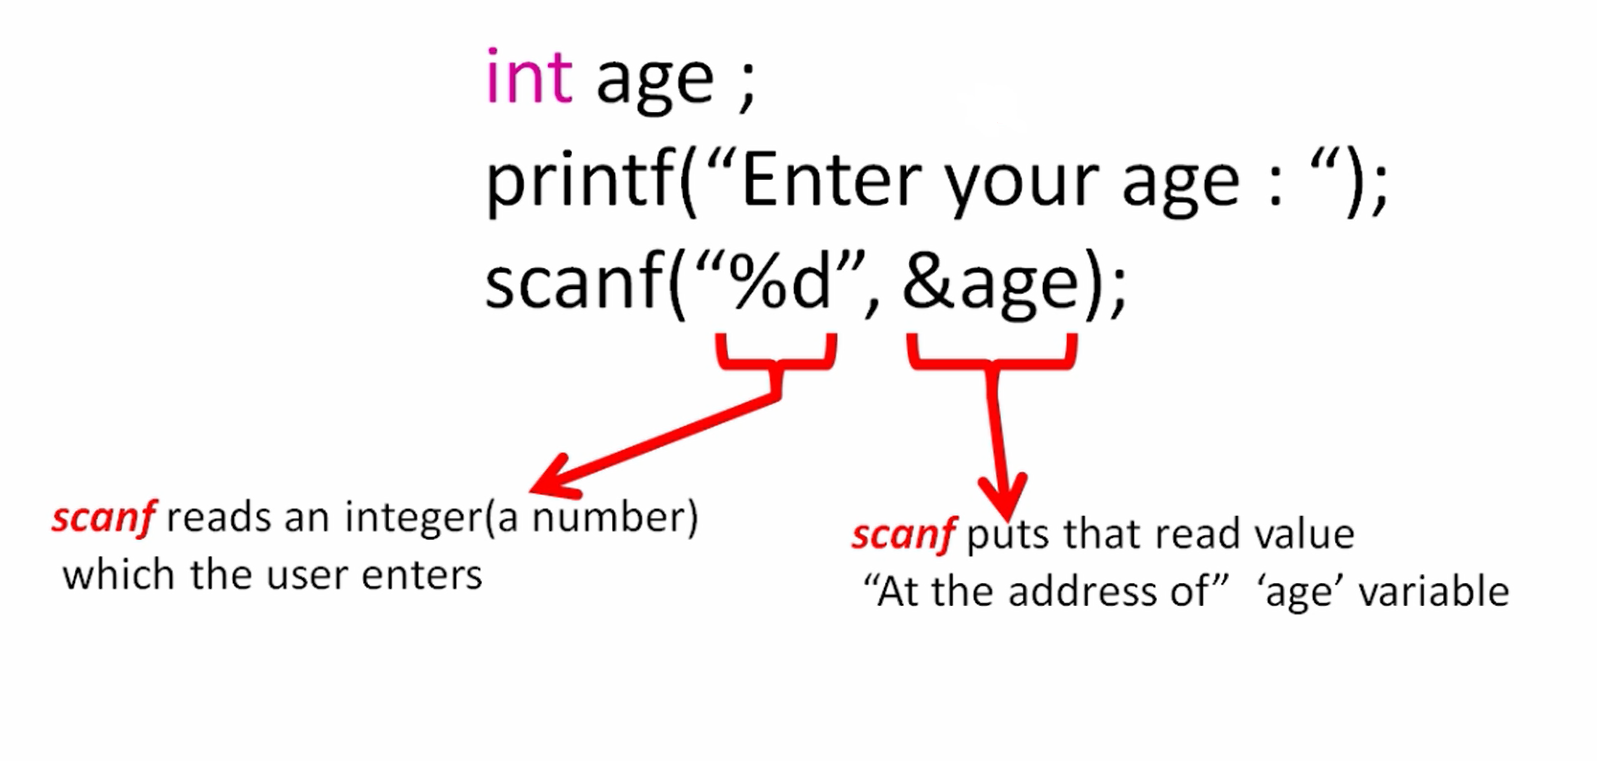 int age ;
printf(“Enter your age : “);
scanf(“%d”, &age);
scanf reads an integer(a number)
which the user enters
scanf puts that read value
“At the address of” ‘age’ variable